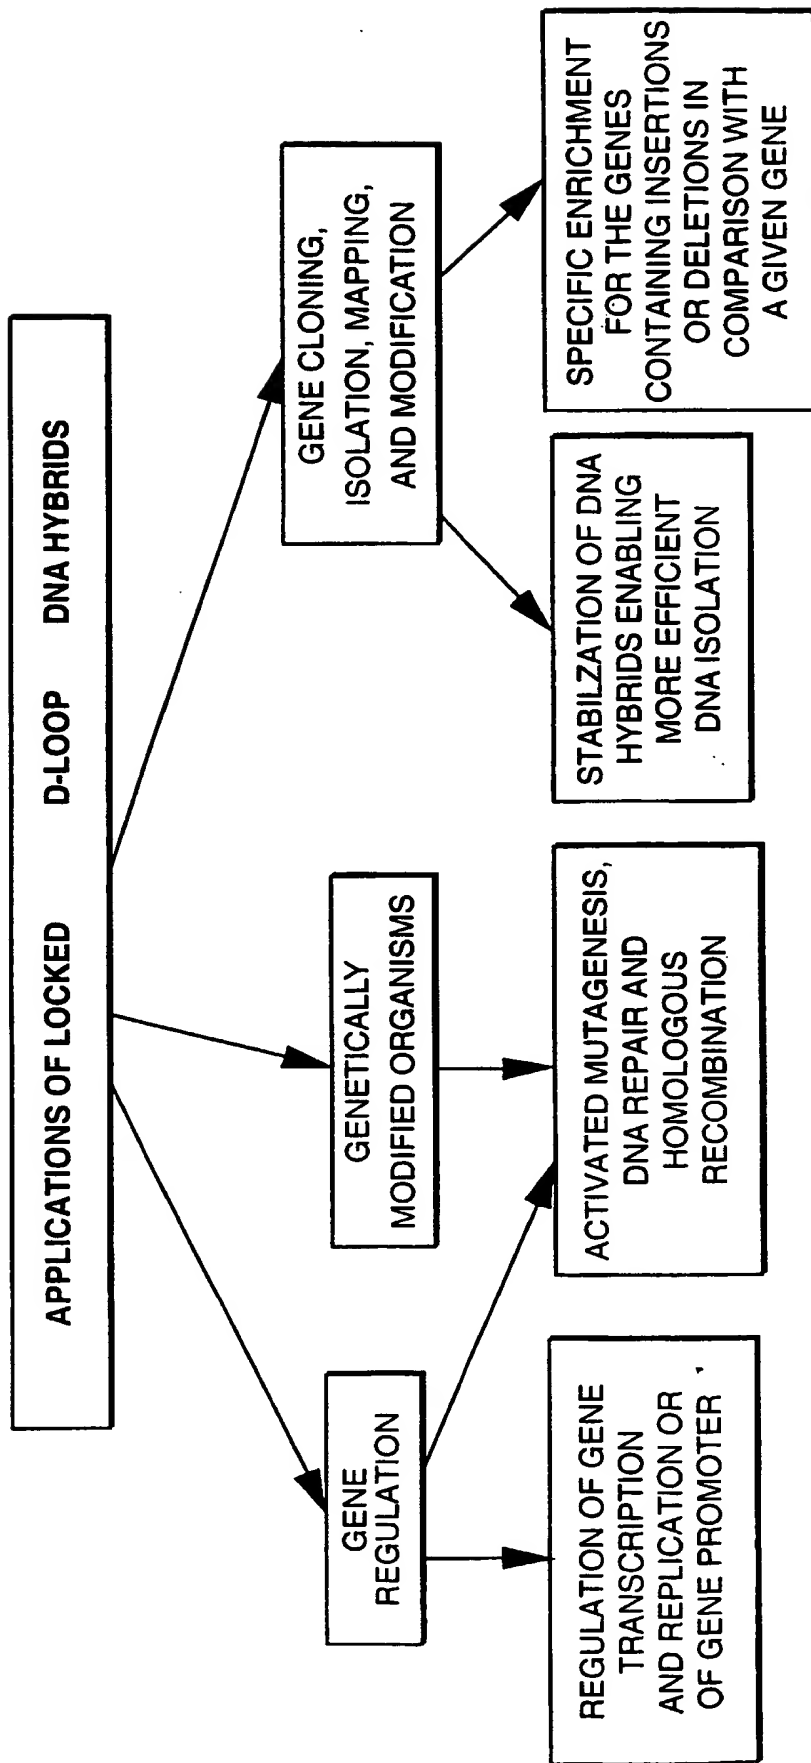 APPLICATIONS OF LOCKED D-LOOP DNA HYBRIDS
GENE
REGULATION
GENETICALLY
MODIFIED ORGANISMS
GENE CLONING,
ISOLATION, MAPPING,
AND MODIFICATION
REGULATION OF GENE
TRANSCRIPTION
AND REPLICATION OR
OF GENE PROMOTER
ACTIVATED MUTAGENESIS,
DNA REPAIR AND
HOMOLOGOUS
RECOMBINATION
STABILZATION OF DNA
HYBRIDS ENABLING
MORE EFFICIENT
DNA ISOLATION
SPECIFIC ENRICHMENT
FOR THE GENES
CONTAINING INSERTIONS
OR DELETIONS IN
COMPARISON WITH
A GIVEN GENE